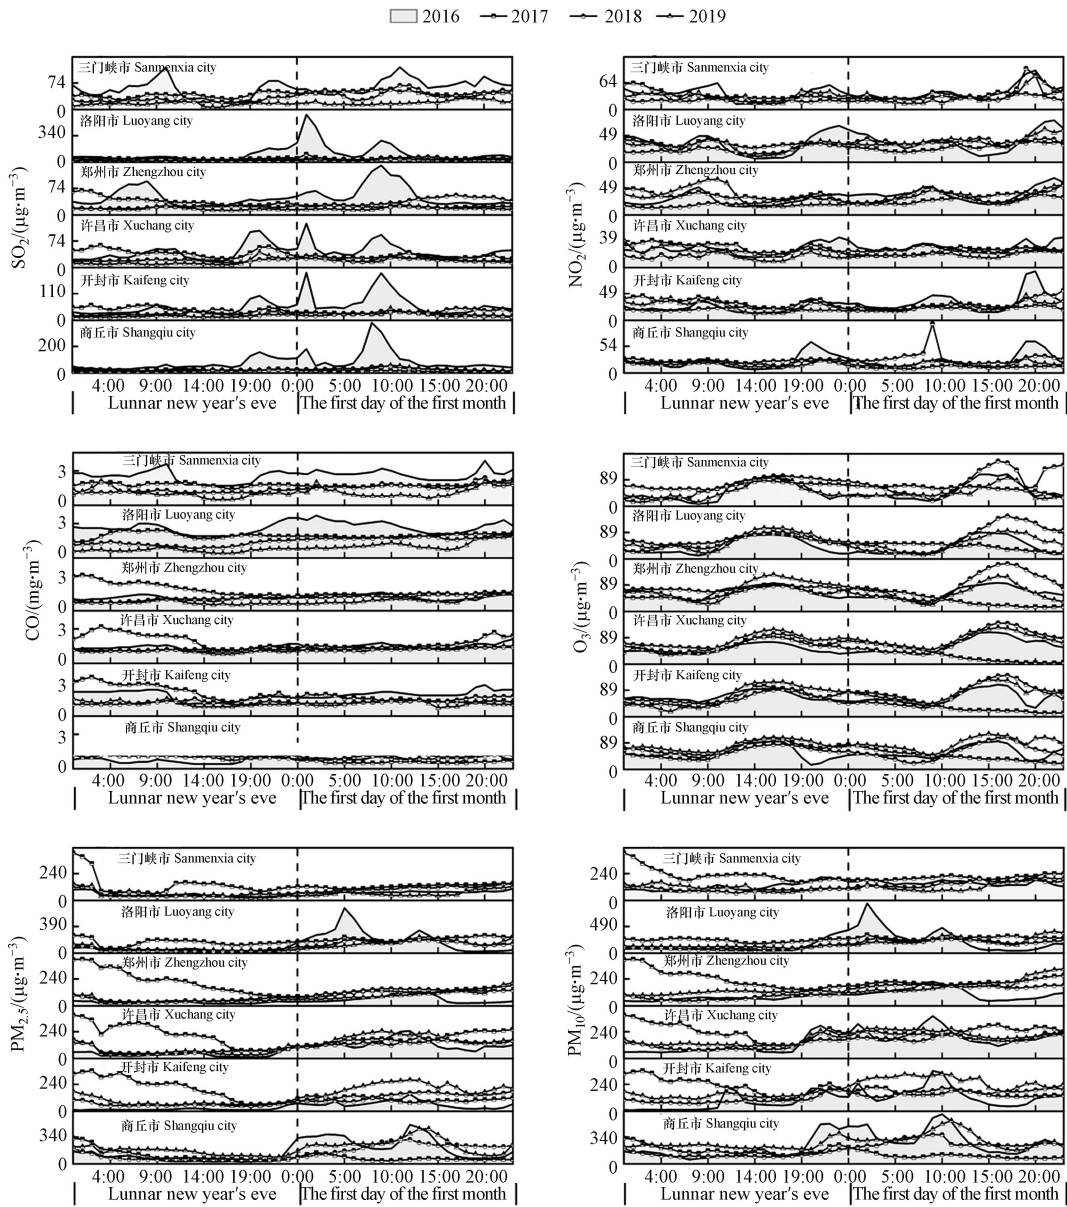 2016 2017 2018 2019
SO2/(μg·m−3)
三门峡市 Sanmenxia city
74
0
洛阳市 Luoyang city
340
0
郑州市 Zhengzhou city
74
0
许昌市 Xuchang city
74
0
开封市 Kaifeng city
110
0
商丘市 Shangqiu city
200
0
4:00 9:00 14:00 19:00 0:00 5:00 10:00 15:00 20:00
Lunnar new year's eve The first day of the first month
NO2/(μg·m−3)
三门峡市 Sanmenxia city
64
0
洛阳市 Luoyang city
49
0
郑州市 Zhengzhou city
49
0
许昌市 Xuchang city
39
0
开封市 Kaifeng city
49
0
商丘市 Shangqiu city
54
0
4:00 9:00 14:00 19:00 0:00 5:00 10:00 15:00 20:00
Lunnar new year's eve The first day of the first month
CO/(mg·m−3)
三门峡市 Sanmenxia city
3
0
洛阳市 Luoyang city
3
0
郑州市 Zhengzhou city
3
0
许昌市 Xuchang city
3
0
开封市 Kaifeng city
3
0
商丘市 Shangqiu city
3
0
4:00 9:00 14:00 19:00 0:00 5:00 10:00 15:00 20:00
Lunnar new year's eve The first day of the first month
O3/(μg·m−3)
三门峡市 Sanmenxia city
89
0
洛阳市 Luoyang city
89
0
郑州市 Zhengzhou city
89
0
许昌市 Xuchang city
89
0
开封市 Kaifeng city
89
0
商丘市 Shangqiu city
89
0
4:00 9:00 14:00 19:00 0:00 5:00 10:00 15:00 20:00
Lunnar new year's eve The first day of the first month
PM2.5/(μg·m−3)
三门峡市 Sanmenxia city
240
0
洛阳市 Luoyang city
390
0
郑州市 Zhengzhou city
240
0
许昌市 Xuchang city
240
0
开封市 Kaifeng city
240
0
商丘市 Shangqiu city
340
0
4:00 9:00 14:00 19:00 0:00 5:00 10:00 15:00 20:00
Lunnar new year's eve The first day of the first month
PM10/(μg·m−3)
三门峡市 Sanmenxia city
240
0
洛阳市 Luoyang city
490
0
郑州市 Zhengzhou city
240
0
许昌市 Xuchang city
240
0
开封市 Kaifeng city
240
0
商丘市 Shangqiu city
340
0
4:00 9:00 14:00 19:00 0:00 5:00 10:00 15:00 20:00
Lunnar new year's eve The first day of the first month